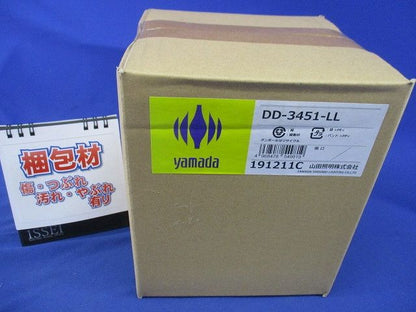 梱包材
傷・つぶれ
汚れ・やぶれ
有り
ISSEI
yamada
DD-3451-LL
191211C
山田照明株式会社